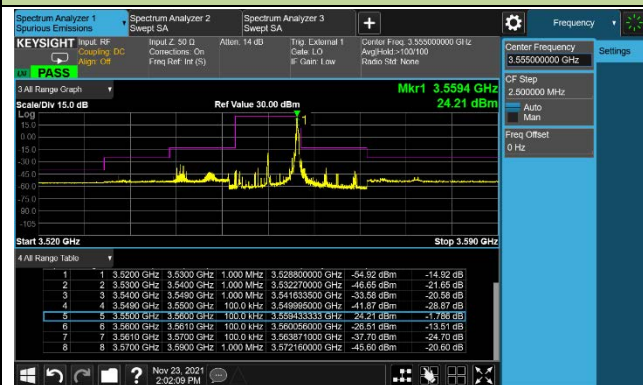 Spectrum Analyzer 1
Spurious Emissions
Spectrum Analyzer 2
Swept SA
Spectrum Analyzer 3
Swept SA
Frequency
KEYSIGHT
Input: RF
Coupling: DC
Align: Off
Input Z: 50 Ω
Corrections: On
Freq Ref: Int (S)
Atten: 14 dB
Trig: External 1
Gate: LO
IF Gain: Low
Center Freq: 3.555000000 GHz
Avg|Hold:>100/100
Radio Std: None
PASS
Center Frequency
3.555000000 GHz
Settings
CF Step
2.500000 MHz
Auto
Man
Freq Offset
0 Hz
3 All Range Graph
Mkr1 3.5594 GHz
24.21 dBm
Scale/Div 15.0 dB
Ref Value 30.00 dBm
Log
15.0
0.00
-15.0
-30.0
-45.0
-60.0
-75.0
-90.0
-105
1
Start 3.520 GHz
Stop 3.590 GHz
4 All Range Table
1 1 3.5200 GHz 3.5300 GHz 1.000 MHz 3.528800000 GHz -54.92 dBm -14.92 dB
2 2 3.5300 GHz 3.5400 GHz 1.000 MHz 3.532270000 GHz -46.65 dBm -21.65 dB
3 3 3.5400 GHz 3.5490 GHz 1.000 MHz 3.541633500 GHz -33.58 dBm -20.58 dB
4 4 3.5490 GHz 3.5500 GHz 100.0 kHz 3.549995000 GHz -41.87 dBm -28.87 dB
5 5 3.5500 GHz 3.5600 GHz 100.0 kHz 3.559433333 GHz 24.21 dBm -1.786 dB
6 6 3.5600 GHz 3.5610 GHz 100.0 kHz 3.560056000 GHz -26.51 dBm -13.51 dB
7 7 3.5610 GHz 3.5700 GHz 100.0 kHz 3.563871000 GHz -37.70 dBm -24.70 dB
8 8 3.5700 GHz 3.5900 GHz 1.000 MHz 3.572160000 GHz -45.60 dBm -20.60 dB
Nov 23, 2021
2:02:09 PM